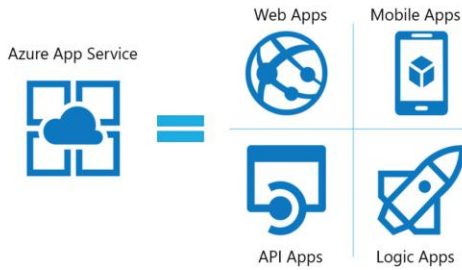 Web Apps
Mobile Apps
Azure App Service
API Apps
Logic Apps